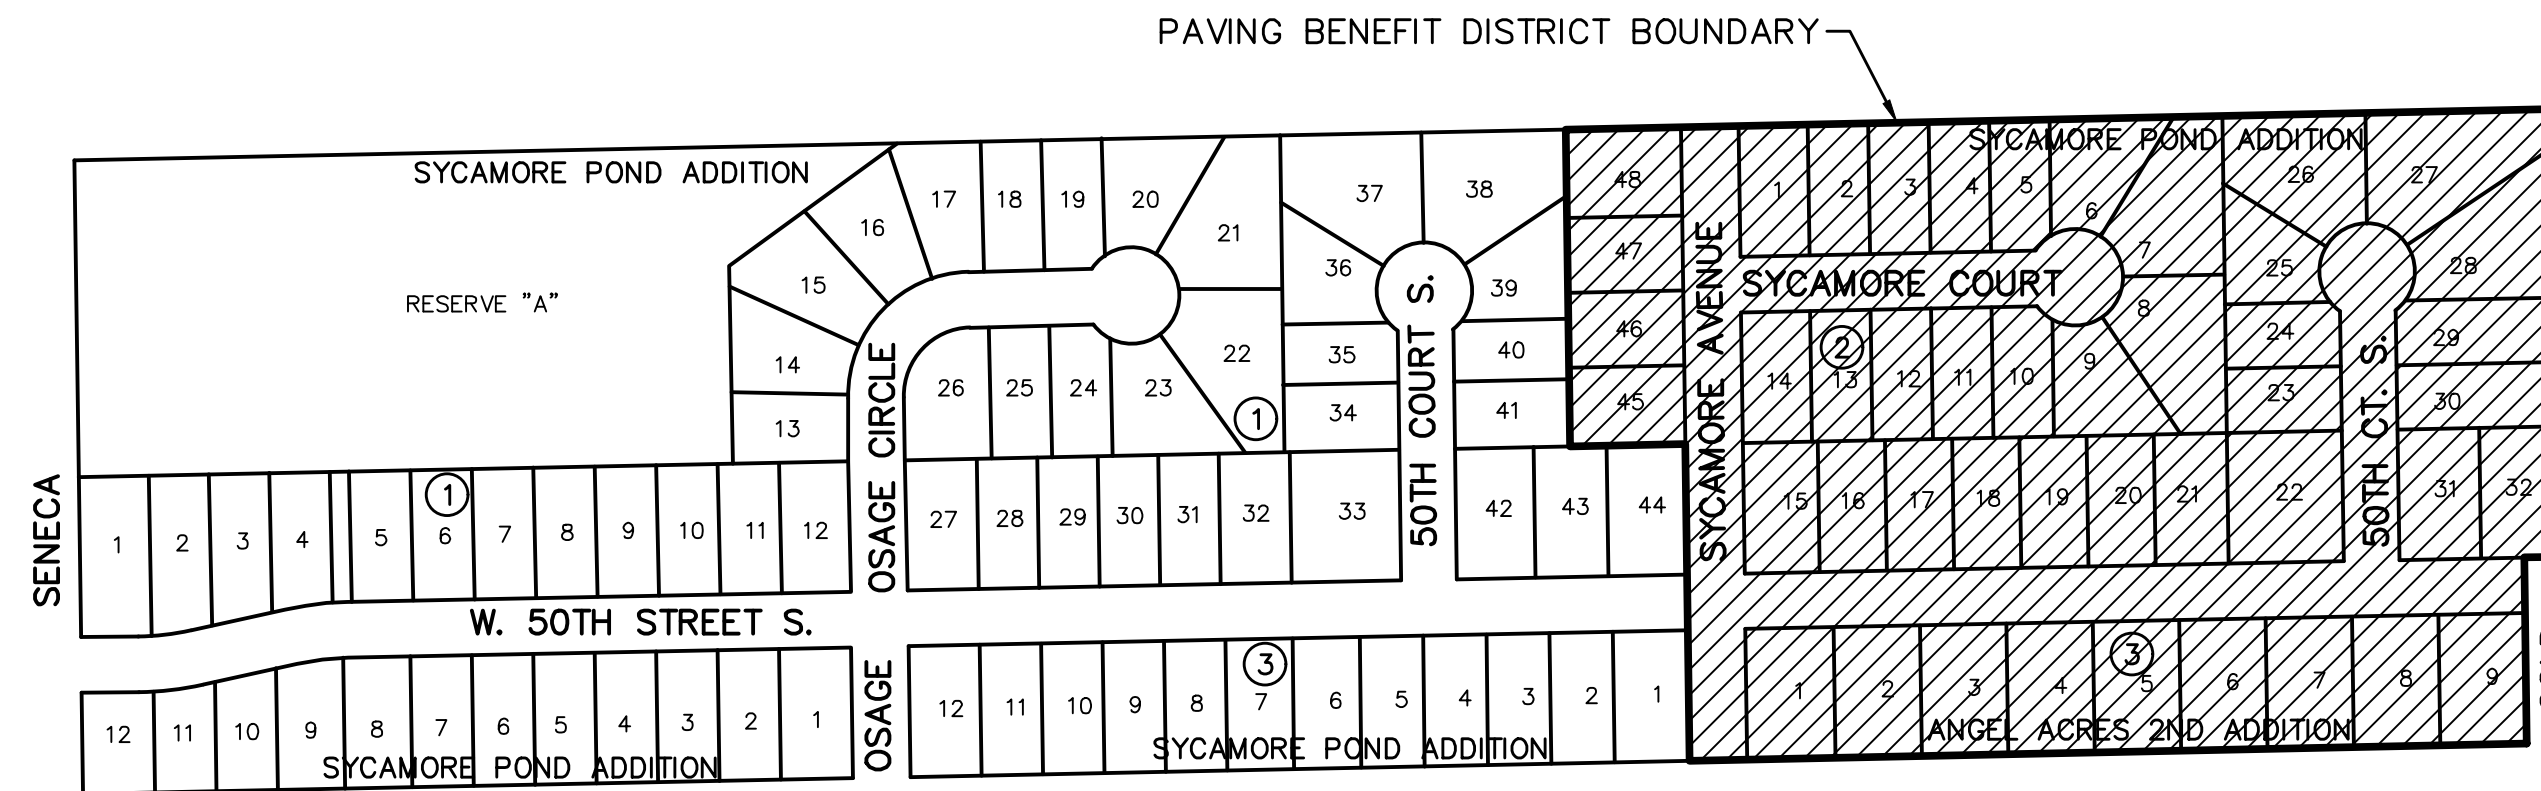 PAVING BENEFIT DISTRICT BOUNDARY
SYCAMORE POND ADDITION
RESERVE "A"
SENECA
1 2 3 4 5 6 7 8 9 10 11 12
①
13
14
15
16
17 18 19 20
21
22
23
24
25
26
①
OSAGE CIRCLE
27 28 29 30 31 32 33
34
35
36
37
38
39
40
41
42 43 44
50TH COURT S.
W. 50TH STREET S.
12 11 10 9 8 7 6 5 4 3 2 1
SYCAMORE POND ADDITION
OSAGE
12 11 10 9 8 7 6 5 4 3 2 1
③
SYCAMORE POND ADDITION
48
47
46
45
SYCAMORE AVENUE
SYCAMORE AVENUE
SYCAMORE POND ADDITION
1 2 3 4 5 6
7
8
9
SYCAMORE COURT
②
14 13 12 11 10
15 16 17 18 19 20 21 22
23
24
25
26
27
28
29
30
31 32
50TH CT. S.
50TH CT. S.
③
1 2 3 4 5 6 7 8 9
ANGEL ACRES 2ND ADDITION